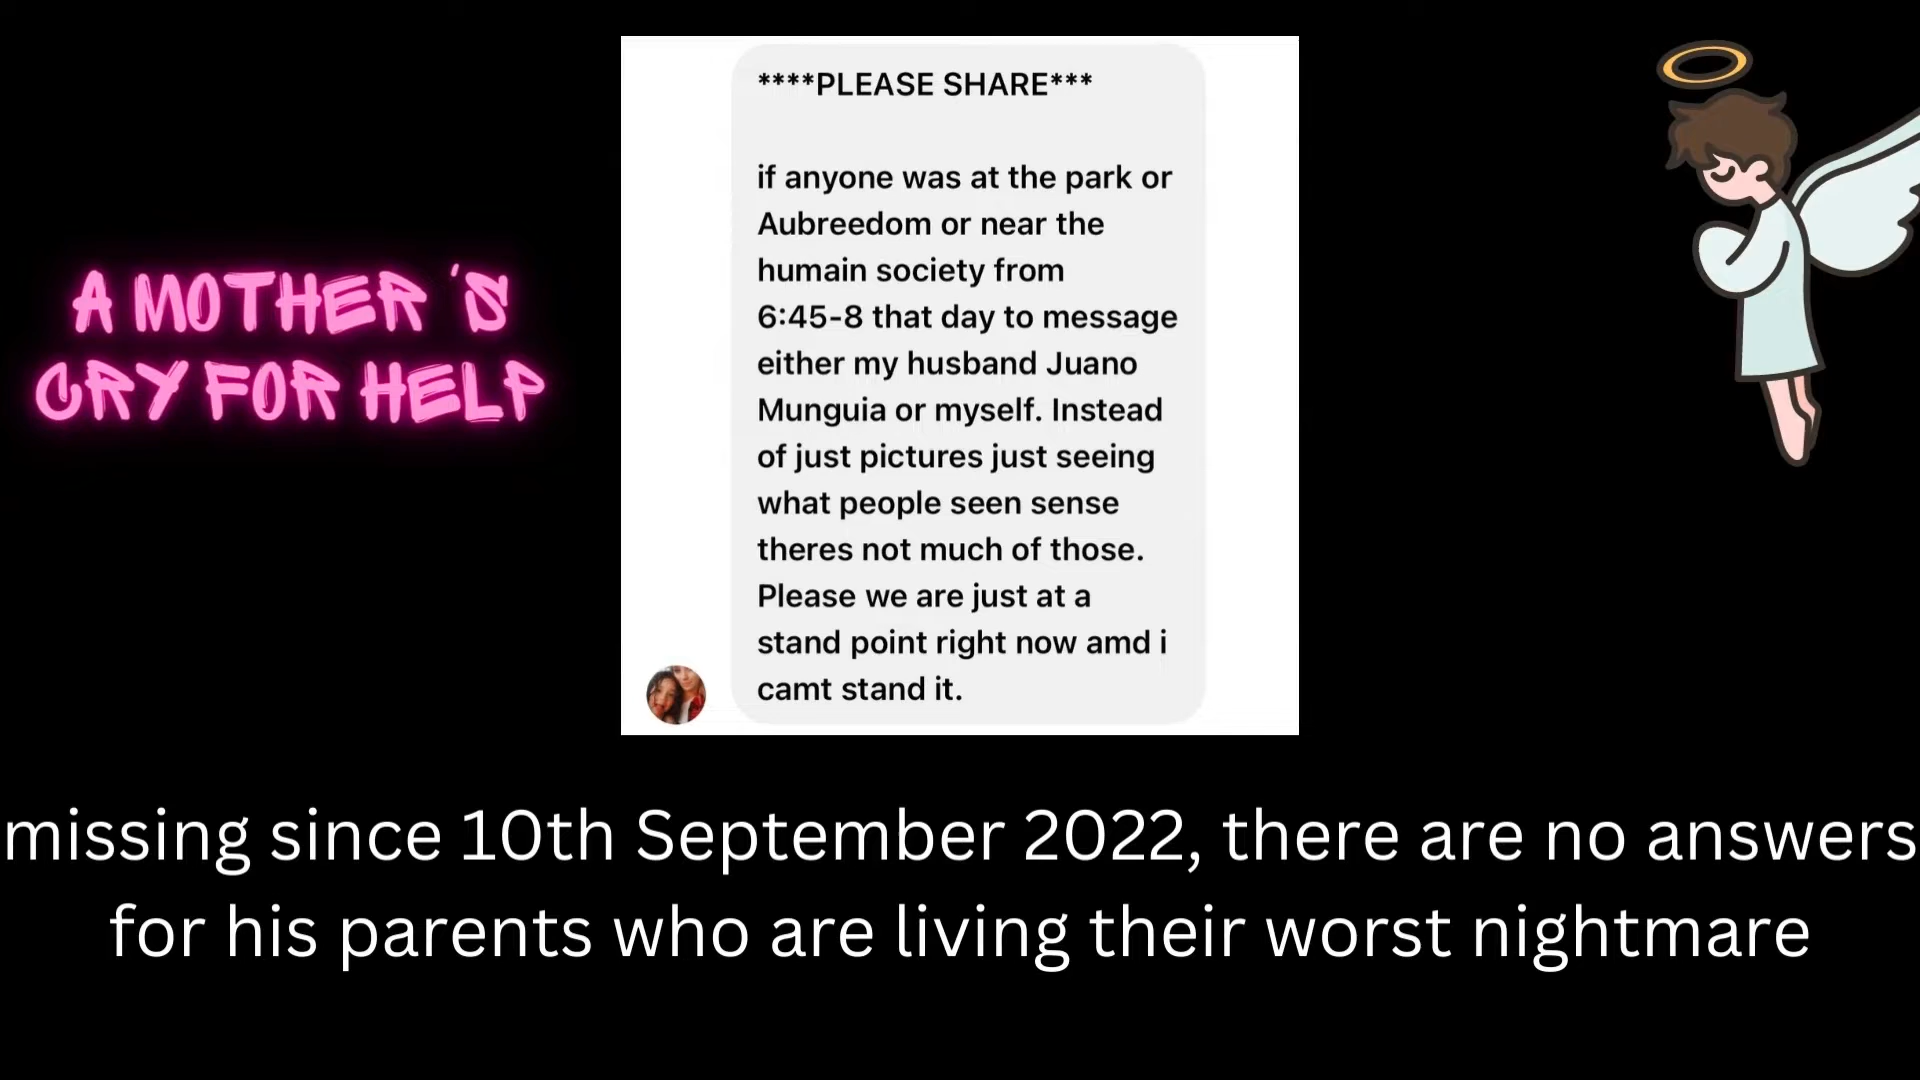 A MOTHER 'S
CRY FOR HELP
****PLEASE SHARE***
if anyone was at the park or
Aubreedom or near the
humain society from
6:45-8 that day to message
either my husband Juano
Munguia or myself. Instead
of just pictures just seeing
what people seen sense
theres not much of those.
Please we are just at a
stand point right now amd i
camt stand it.
missing since 10th September 2022, there are no answers
for his parents who are living their worst nightmare